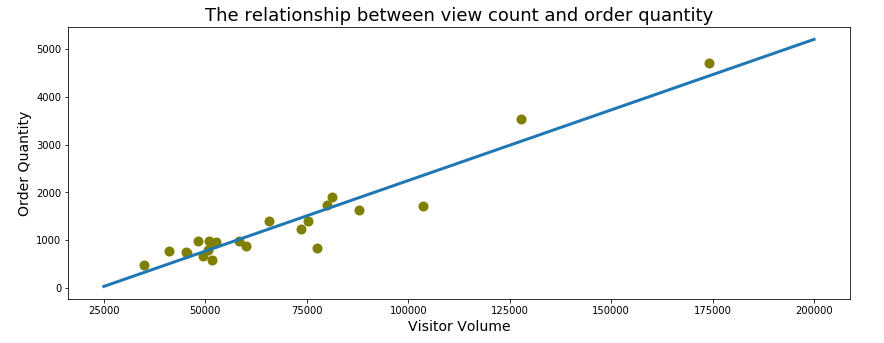 The relationship between view count and order quantity
5000
4000
3000
2000
1000
0
Order Quantity
25000 50000 75000 100000 125000 150000 175000 200000
Visitor Volume